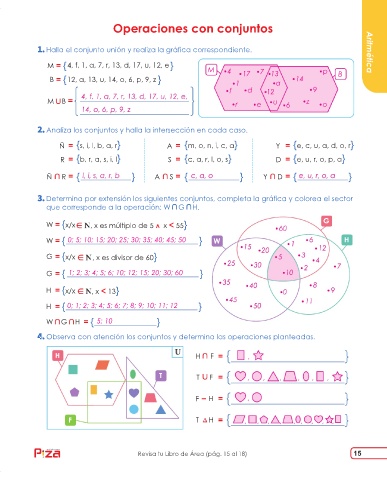 Operaciones con conjuntos
Aritmética
1. Halla el conjunto unión y realiza la gráfica correspondiente.
M = {4, f, 1, a, 7, r, 13, d, 17, u, 12, e}
B = {12, a, 13, u, 14, o, 6, p, 9, z}
M U B = {4, f, 1, a, 7, r, 13, d, 17, u, 12, e,
14, o, 6, p, 9, z}
M •4 •17 •7 •13 •p B
•a •14
•1
•f •d •12 •9
•r •e •u •6 •z •o
2. Analiza los conjuntos y halla la intersección en cada caso.
Ñ = {s, i, l, b, a, r} A = {m, o, n, i, c, a} Y = {e, c, u, a, d, o, r}
R = {b, r, a, s, i, l} S = {c, a, r, l, o, s} D = {e, u, r, o, p, a}
Ñ ∩ R = { l, i, s, a, r, b } A ∩ S = { c, a, o } Y ∩ D = { e, u, r, o, a }
3. Determina por extensión los siguientes conjuntos, completa la gráfica y colorea el sector
que corresponde a la operación: W ∩ G ∩ H.
W = {x/x ∈ N, x es múltiplo de 5 ∧ x < 55}
W = { 0; 5; 10; 15; 20; 25; 30; 35; 40; 45; 50 }
G = {x/x ∈ N, x es divisor de 60}
G = { 1; 2; 3; 4; 5; 6; 10; 12; 15; 20; 30; 60 }
H = {x/x ∈ N, x < 13}
H = { 0; 1; 2; 3; 4; 5; 6; 7; 8; 9; 10; 11; 12 }
W ∩ G ∩ H = { 5; 10 }
G
•60
W •1 •6 H
•15 •20 •12
•5 •3 •4
•25 •30 •2 •7
•10
•35 •40 •8
•0 •9
•45 •50 •11
4. Observa con atención los conjuntos y determina las operaciones planteadas.
H U
T
F
H ∩ F = { , }
T U F = { , , , , , , }
F – H = { , }
T △ H = { }
Pizza
Revisa tu Libro de Área (pág. 15 al 18)
15